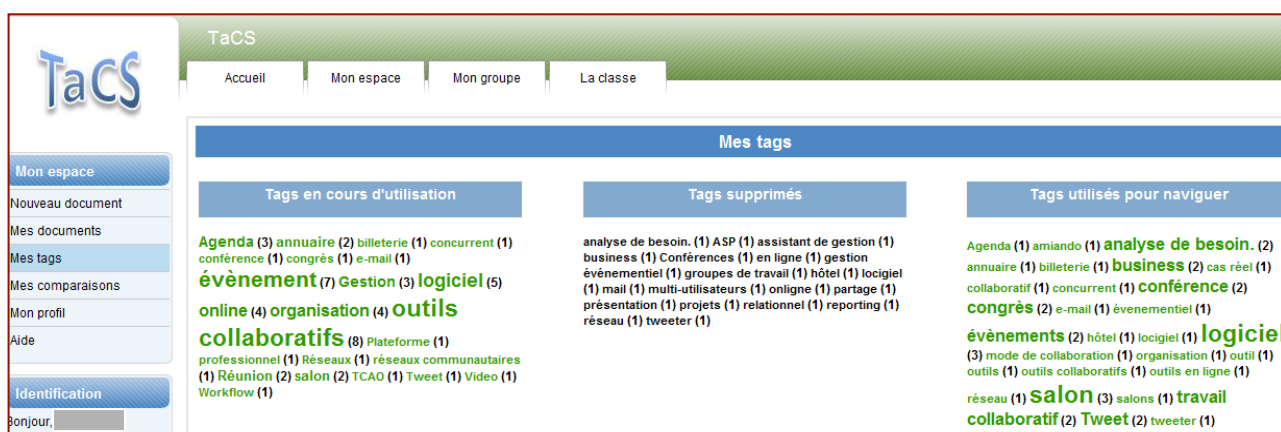 TaCS
TaCS
Accueil
Mon espace
Mon groupe
La classe
Mon espace
Nouveau document
Mes documents
Mes tags
Mes comparaisons
Mon profil
Aide
Identification
Bonjour,
Mes tags
Tags en cours d'utilisation
Agenda (3) annuaire (2) billeterie (1) concurrent (1)
conférence (1) congrès (1) e-mail (1)
évènement (7) Gestion (3) logiciel (5)
online (4) organisation (4) outils
collaboratifs (8) Plateforme (1)
professionnel (1) Réseaux (1) réseaux communautaires
(1) Réunion (2) salon (2) TCAO (1) Tweet (1) Video (1)
Workflow (1)
Tags supprimés
analyse de besoin. (1) ASP (1) assistant de gestion (1)
business (1) Conférences (1) en ligne (1) gestion
événementiel (1) groupes de travail (1) hôtel (1) locigiel
(1) mail (1) multi-utilisateurs (1) onligne (1) partage (1)
présentation (1) projets (1) relationnel (1) reporting (1)
réseau (1) tweeter (1)
Tags utilisés pour naviguer
Agenda (1) amiando (1) analyse de besoin. (2)
annuaire (1) billeterie (1) business (2) cas réel (1)
collaboratif (1) concurrent (1) conférence (2)
congrès (2) e-mail (1) évenementiel (1)
évènements (2) hôtel (1) locigiel (1) logiciel
(3) mode de collaboration (1) organisation (1) outil (1)
outils (1) outils collaboratifs (1) outils en ligne (1)
réseau (1) salon (3) salons (1) travail
collaboratif (2) Tweet (2) tweeter (1)